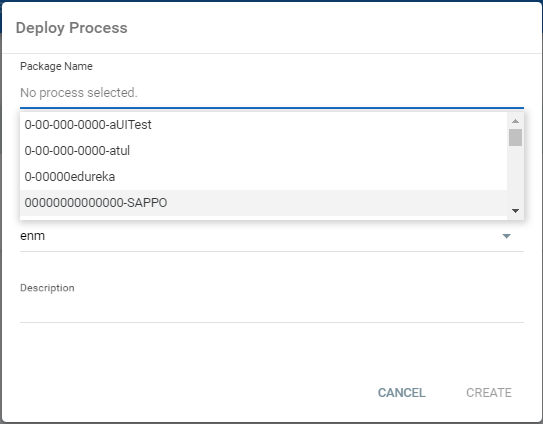 Deploy Process
Package Name
No process selected.
0-00-000-0000-aUITest
0-00-000-0000-atul
0-00000edureka
00000000000000-SAPPO
enm
Description
CANCEL
CREATE